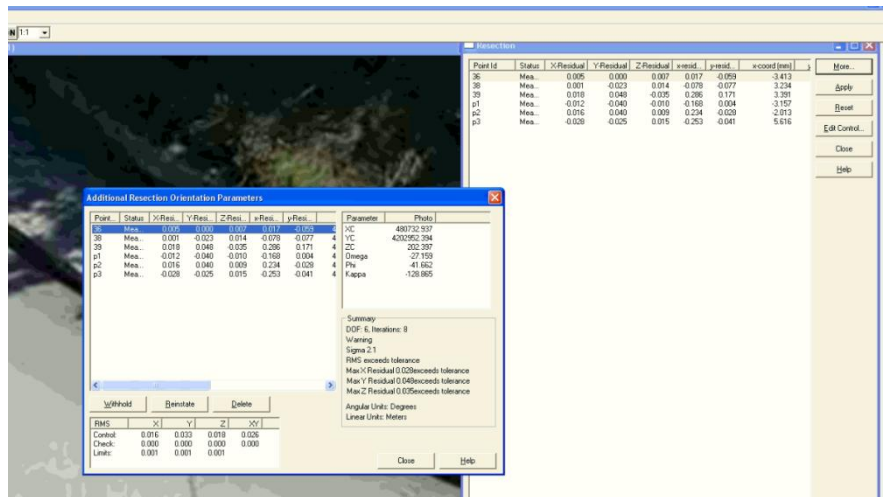 N 1:1
Resection
Point Id Status X-Residual Y-Residual Z-Residual x-resid... y-resid... x-coord (mm)
36 Mea... 0.005 0.000 0.007 0.017 -0.059 -3.413
38 Mea... 0.001 -0.023 0.014 -0.078 -0.077 3.234
39 Mea... 0.018 0.048 -0.035 0.286 0.171 3.391
p1 Mea... -0.012 -0.040 -0.010 -0.168 0.004 -3.157
p2 Mea... 0.016 0.040 0.009 0.234 -0.028 -2.013
p3 Mea... -0.028 -0.025 0.015 -0.253 -0.041 5.616
More...
Apply
Reset
Edit Control...
Close
Help
Additional Resection Orientation Parameters
Point... Status X-Resi... Y-Resi... Z-Resi... x-Resi... y-Resi...
36 Mea... 0.005 0.000 0.007 0.017 -0.059 4
38 Mea... 0.001 -0.023 0.014 -0.078 -0.077 4
39 Mea... 0.018 0.048 -0.035 0.286 0.171 4
p1 Mea... -0.012 -0.040 -0.010 -0.168 0.004 4
p2 Mea... 0.016 0.040 0.009 0.234 -0.028 4
p3 Mea... -0.028 -0.025 0.015 -0.253 -0.041 4
Parameter Photo
XC 480732.937
YC 4202952.394
ZC 202.397
Omega -27.159
Phi -41.662
Kappa -128.865
Summary
DOF: 6, Iterations: 8
Warning
Sigma 2.1
RMS exceeds tolerance
Max X Residual 0.028exceeds tolerance
Max Y Residual 0.048exceeds tolerance
Max Z Residual 0.035exceeds tolerance
Angular Units: Degrees
Linear Units: Meters
Withhold Reinstate Delete
RMS X Y Z XY
Control: 0.016 0.033 0.018 0.026
Check: 0.000 0.000 0.000 0.000
Limits: 0.001 0.001 0.001
Close Help